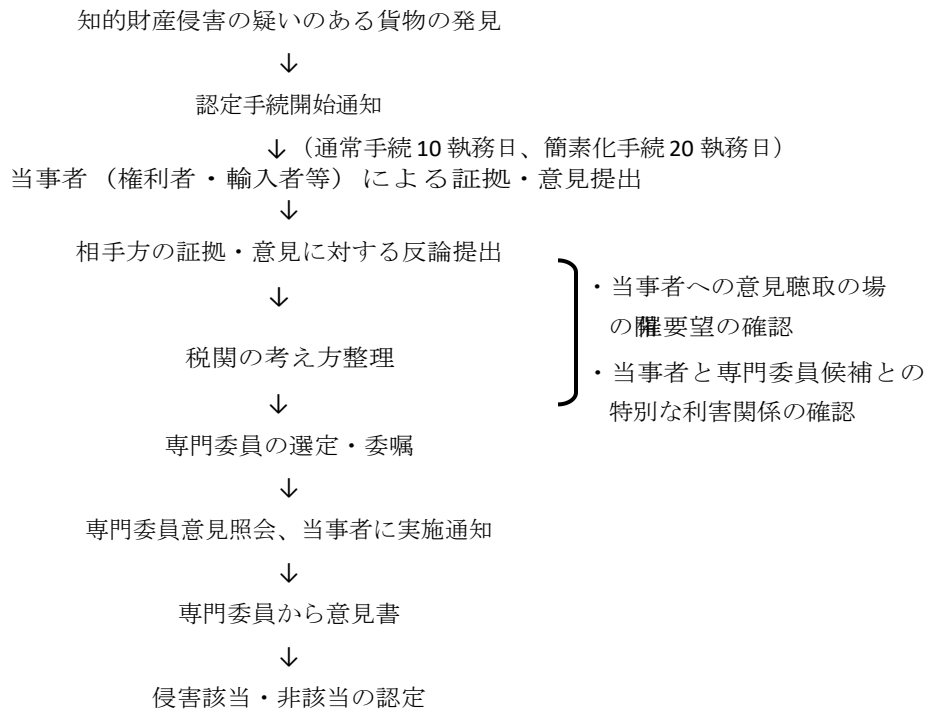 知的財産侵害の疑いのある貨物の発見
↓
認定手続開始通知
↓（通常手続10執務日、簡素化手続20執務日）
当事者（権利者・輸入者等）による証拠・意見提出
↓
相手方の証拠・意見に対する反論提出
↓
税関の考え方整理
↓
専門委員の選定・委嘱
↓
専門委員意見照会、当事者に実施通知
↓
専門委員から意見書
↓
侵害該当・非該当の認定
・当事者への意見聴取の場
の開催要望の確認
・当事者と専門委員候補との
特別な利害関係の確認